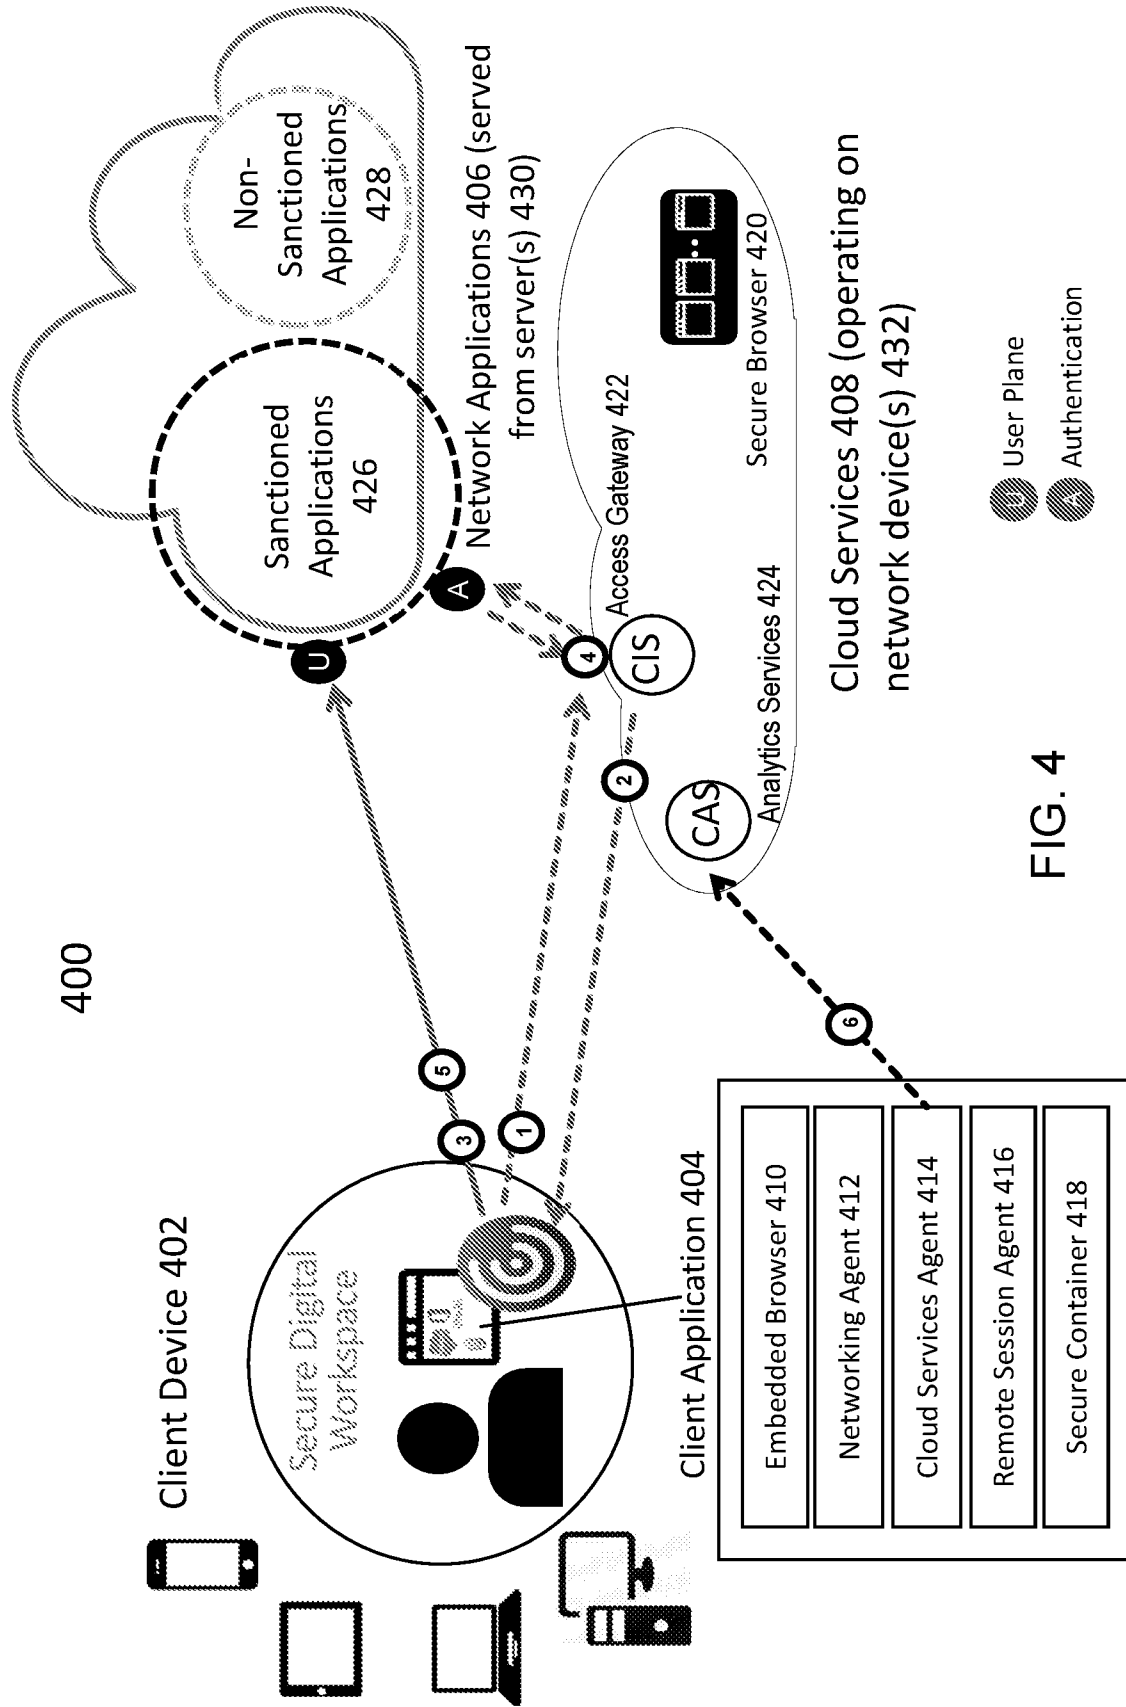 400
Client Device 402
Secure Digital
Workspace
Client Application 404
Embedded Browser 410
Networking Agent 412
Cloud Services Agent 414
Remote Session Agent 416
Secure Container 418
3
5
1
2
4
6
U
A
Sanctioned
Applications
426
Non-
Sanctioned
Applications
428
Network Applications 406 (served
from server(s) 430)
Access Gateway 422
CIS
CAS
Analytics Services 424
Secure Browser 420
Cloud Services 408 (operating on
network device(s) 432)
U User Plane
A Authentication
FIG. 4